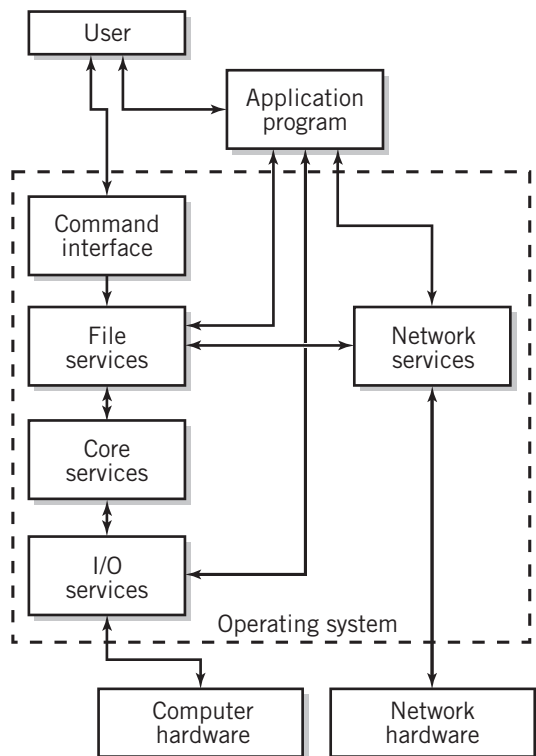 User
Application
program
Command
interface
File
services
Network
services
Core
services
I/O
services
Operating system
Computer
hardware
Network
hardware